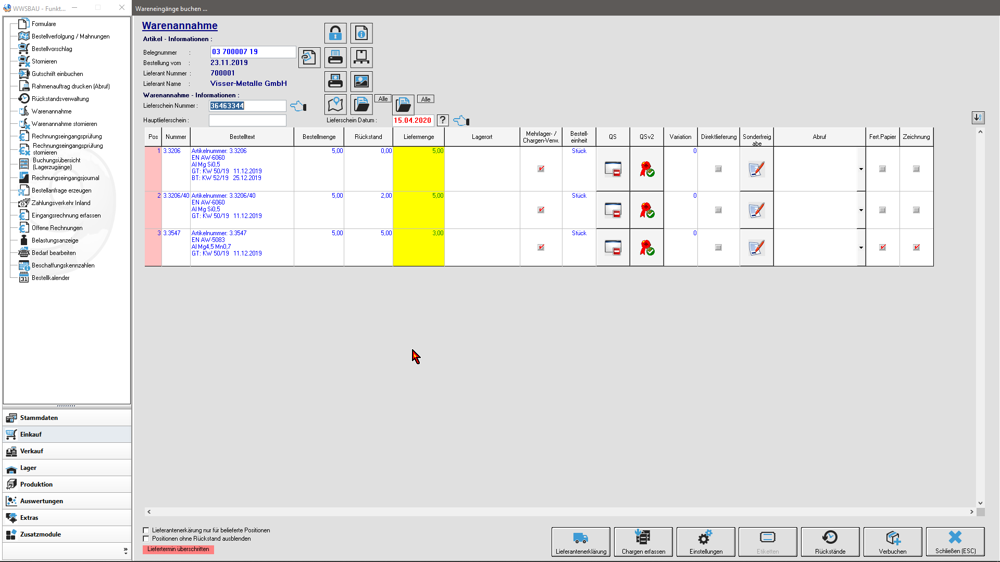 WWSBAU - Funkt...
Wareneingänge buchen ...
Formulare
Bestellverfolgung / Mahnungen
Bestellvorschlag
Stornieren
Gutschrift einbuchen
Rahmenauftrag drucken (Abruf)
Rückstandsverwaltung
Warenannahme
Warenannahme stornieren
Rechnungseingangsprüfung
Rechnungseingangsprüfung
stornieren
Buchungsübersicht
(Lagerzugänge)
Rechnungseingangsjournal
Bestellanfrage erzeugen
Zahlungsverkehr Inland
Eingangsrechnung erfassen
Offene Rechnungen
Belastungsanzeige
Bedarf bearbeiten
Beschaffungskennzahlen
31 Bestellkalender
Stammdaten
Einkauf
Verkauf
Lager
Produktion
Auswertungen
Extras
Zusatzmodule
Warenannahme
Artikel - Informationen :
Belegnummer : 03 700007 19
Bestellung vom : 23.11.2019
Lieferant Nummer : 700001
Lieferant Name : Visser-Metalle GmbH
Warenannahme - Informationen :
Alle Alle
Lieferschein Nummer : 36463344
Hauptlieferschein : Lieferschein Datum : 15.04.2020 ?
Pos Nummer Bestelltext Bestellmenge Rückstand Liefermenge Lagerort Mehrlager- / Chargen-Verw. Bestell-einheit QS QSv2 Variation Direktlieferung Sonderfreigabe Abruf Fert.Papier Zeichnung
1 3.3206 Artikelnummer: 3.3206 5,00 0,00 5,00 Stück 0
EN AW-6060
Al Mg Si0,5
GT: KW 50/19 11.12.2019
BT: KW 52/19 25.12.2019
2 3.3206/40 Artikelnummer: 3.3206/40 5,00 2,00 5,00 Stück 0
EN AW-6060
Al Mg Si0,5
GT: KW 50/19 11.12.2019
3 3.3547 Artikelnummer: 3.3547 5,00 5,00 3,00 Stück 0
EN AW-5083
Al Mg4,5 Mn0,7
GT: KW 50/19 11.12.2019
Lieferantenerkärung nur für belieferte Positionen
Positionen ohne Rückstand ausblenden
Liefertermin überschritten
Lieferantenerklärung
Chargen erfassen
Einstellungen
Etiketten
Rückstände
Verbuchen
Schließen (ESC)